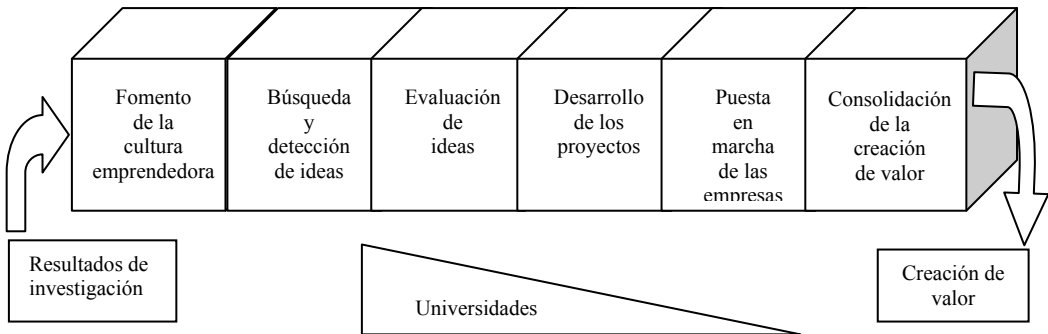 Fomento
de la
cultura
emprendedora
Búsqueda
y
detección
de ideas
Evaluación
de
ideas
Desarrollo
de los
proyectos
Puesta
en
marcha
de las
empresas
Consolidación
de la
creación
de valor
Resultados de
investigación
Universidades
Creación de
valor